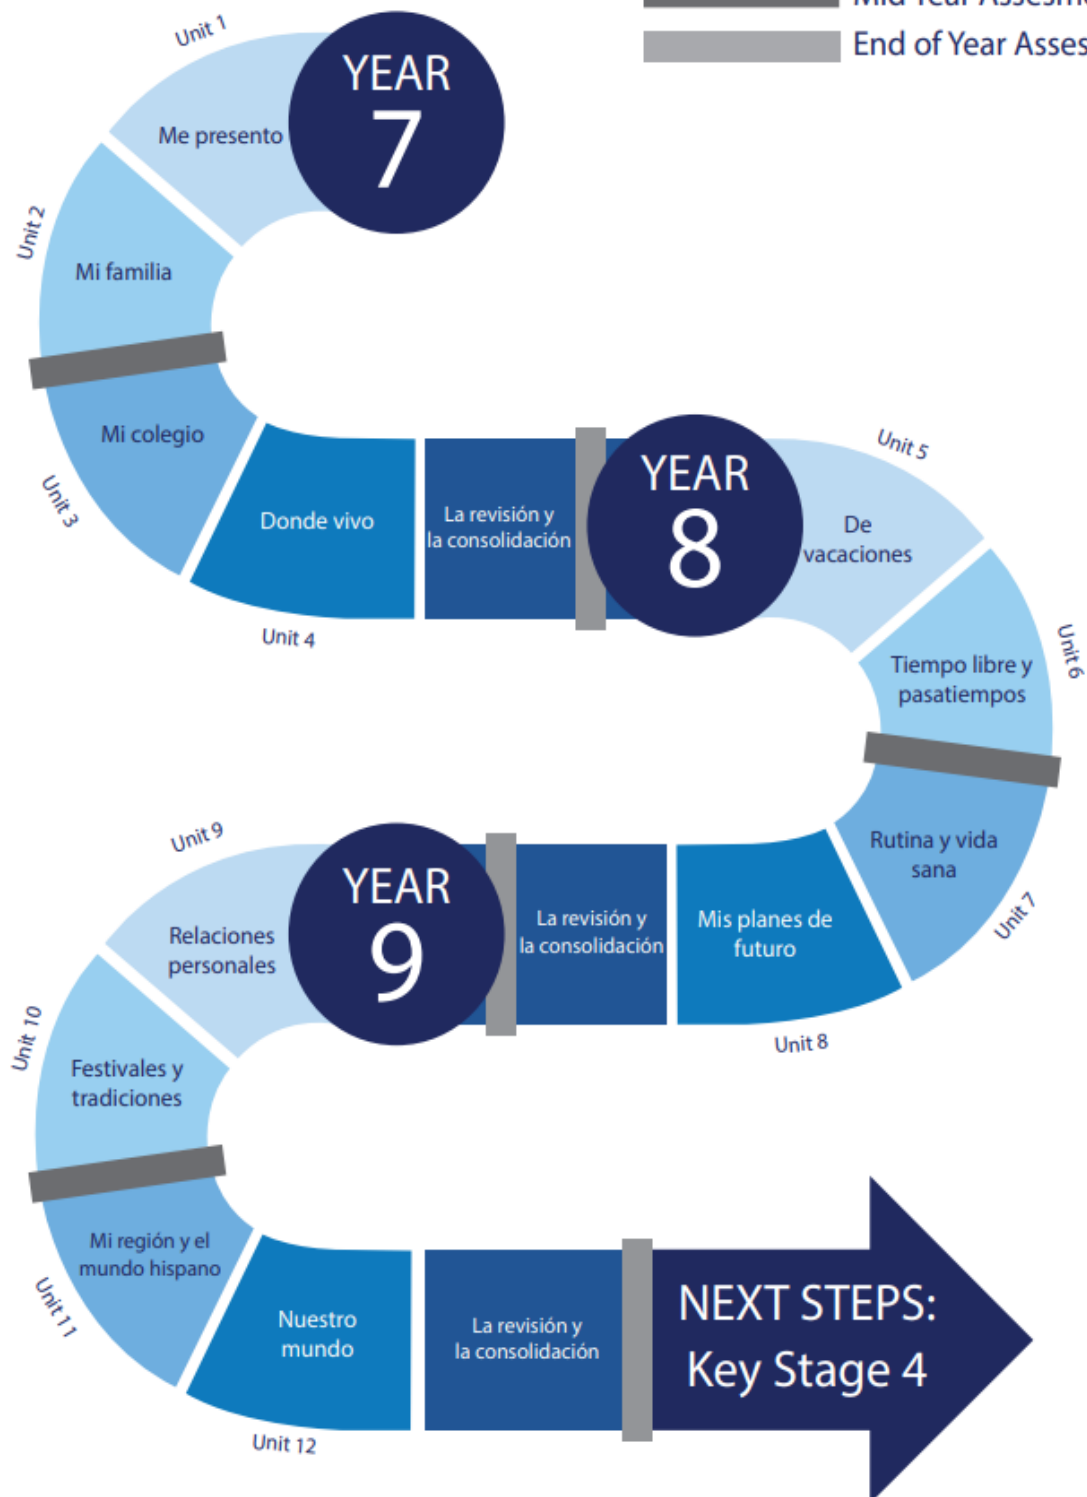 End of Year Asses
Unit 1
YEAR
7
Me presento
Unit 2
Mi familia
Mi colegio
Unit 3
Donde vivo
Unit 4
La revisión y
la consolidación
YEAR
8
Unit 5
De
vacaciones
Unit 6
Tiempo libre y
pasatiempos
Rutina y vida
sana
Unit 7
Mis planes de
futuro
Unit 8
La revisión y
la consolidación
YEAR
9
Unit 9
Relaciones
personales
Unit 10
Festivales y
tradiciones
Mi región y el
mundo hispano
Unit 11
Nuestro
mundo
Unit 12
La revisión y
la consolidación
NEXT STEPS:
Key Stage 4